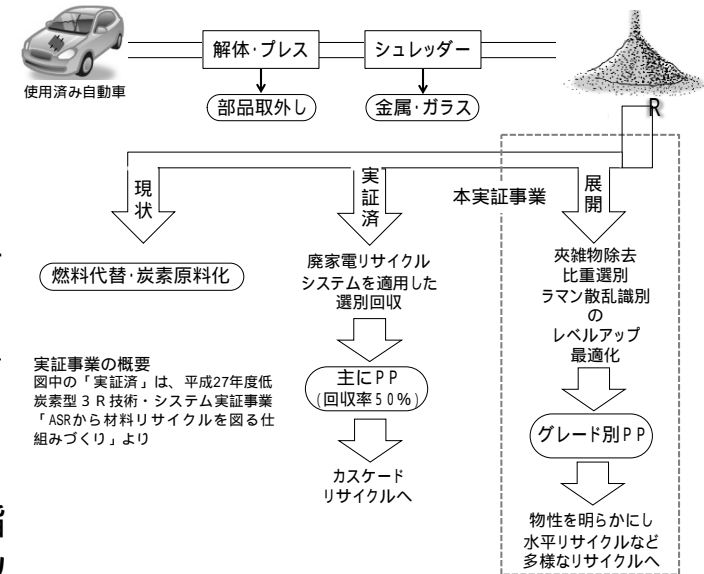 使用済み自動車
解体・プレス
シュレッダー
部品取外し
金属・ガラス
R
現状
実証済
本実証事業
展開
燃料代替・炭素原料化
廃家電リサイクル
システムを適用した
選別回収
主にPP
(回収率50%)
カスケード
リサイクルへ
夾雑物除去
比重選別
ラマン散乱識別
の
レベルアップ
最適化
グレード別PP
物性を明らかにし
水平リサイクルなど
多様なリサイクルへ
実証事業の概要
図中の「実証済」は、平成27年度低
炭素型3R技術・システム実証事業
「ASRから材料リサイクルを図る仕
組みづくり」より